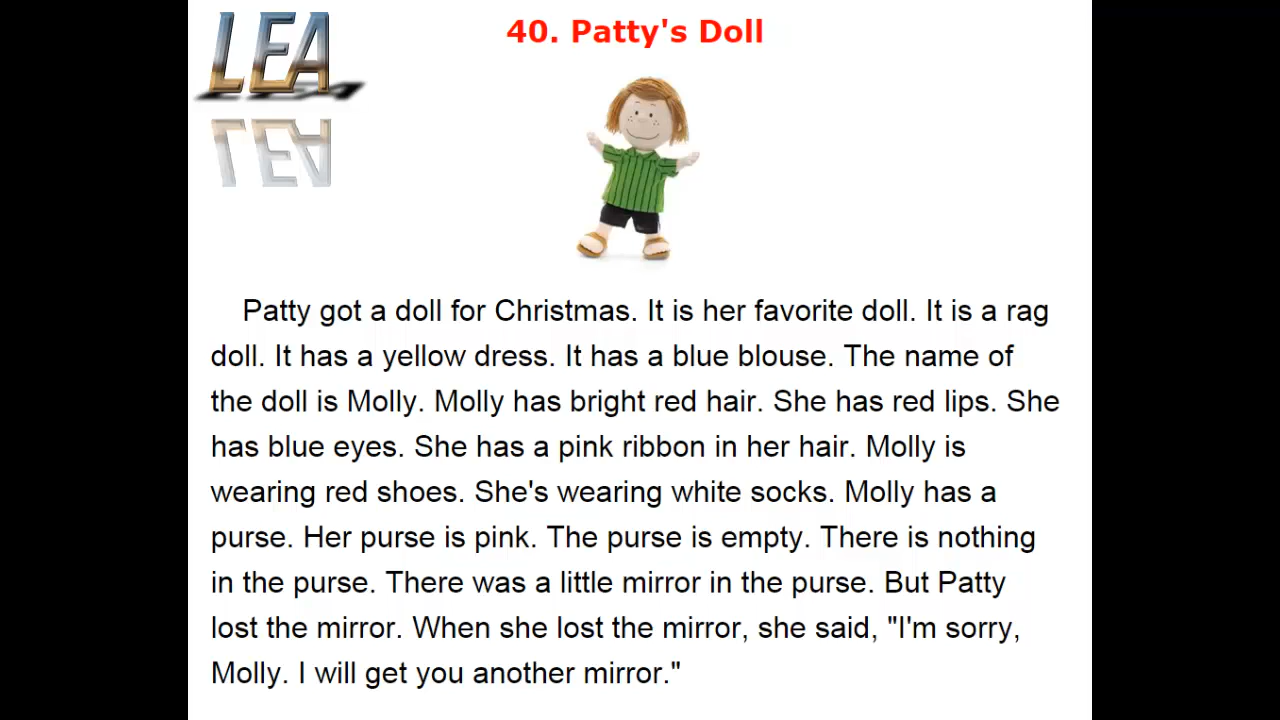 LEA
40. Patty's Doll
Patty got a doll for Christmas. It is her favorite doll. It is a rag
doll. It has a yellow dress. It has a blue blouse. The name of
the doll is Molly. Molly has bright red hair. She has red lips. She
has blue eyes. She has a pink ribbon in her hair. Molly is
wearing red shoes. She's wearing white socks. Molly has a
purse. Her purse is pink. The purse is empty. There is nothing
in the purse. There was a little mirror in the purse. But Patty
lost the mirror. When she lost the mirror, she said, "I'm sorry,
Molly. I will get you another mirror."